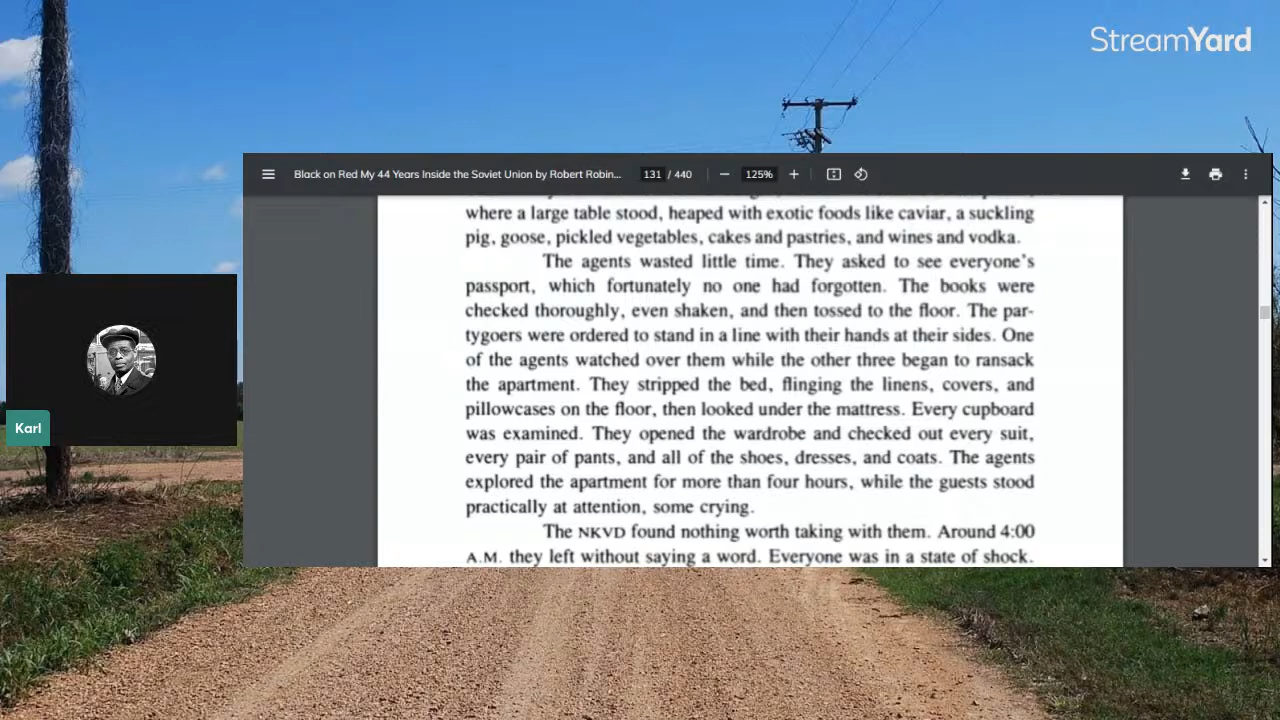 StreamYard
Black on Red My 44 Years Inside the Soviet Union by Robert Robin... 131 / 440 125%
where a large table stood, heaped with exotic foods like caviar, a suckling
pig, goose, pickled vegetables, cakes and pastries, and wines and vodka.
The agents wasted little time. They asked to see everyone's
passport, which fortunately no one had forgotten. The books were
checked thoroughly, even shaken, and then tossed to the floor. The par-
tygoers were ordered to stand in a line with their hands at their sides. One
of the agents watched over them while the other three began to ransack
the apartment. They stripped the bed, flinging the linens, covers, and
pillowcases on the floor, then looked under the mattress. Every cupboard
was examined. They opened the wardrobe and checked out every suit,
every pair of pants, and all of the shoes, dresses, and coats. The agents
explored the apartment for more than four hours, while the guests stood
practically at attention, some crying.
The NKVD found nothing worth taking with them. Around 4:00
A.M. they left without saying a word. Everyone was in a state of shock.
Karl